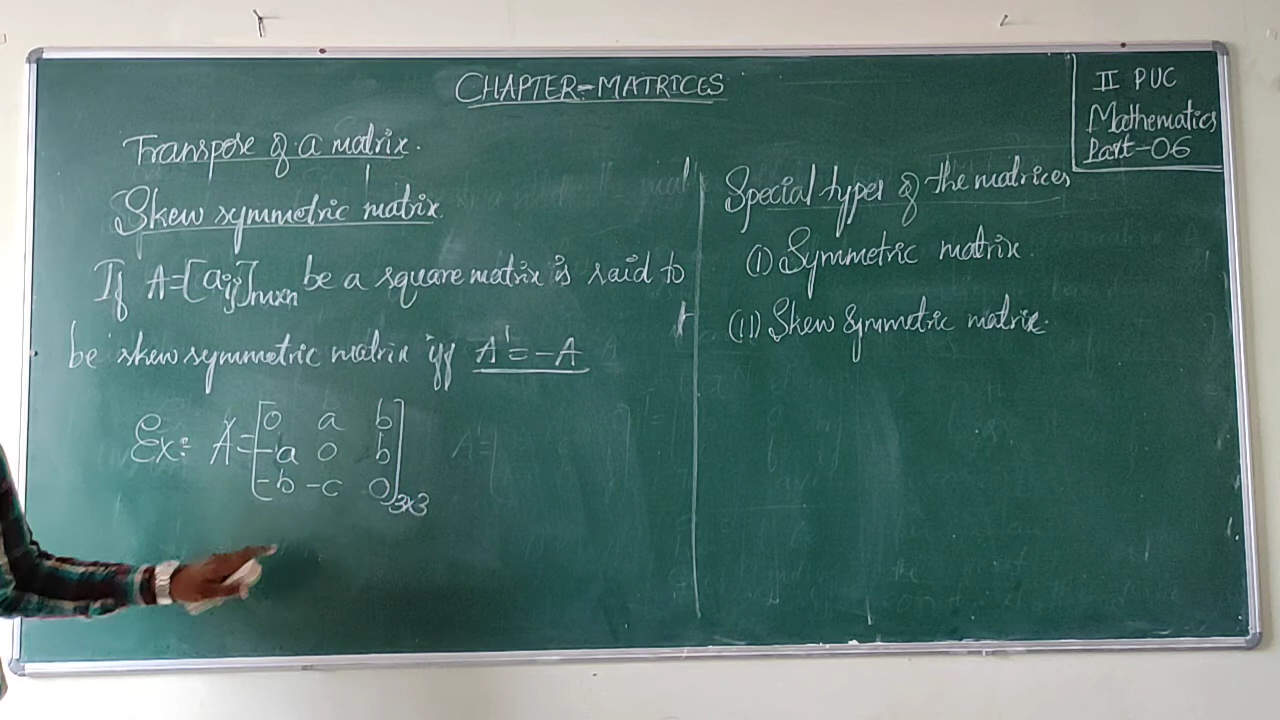 CHAPTER-MATRICES
II PUC
Mathematics
Part-06
Transpose of a matrix.
Skew symmetric matrix.
If A=[aij]m×n be a square matrix is said to
be skew symmetric matrix iff A' = -A
Ex:- A = [0 a b
-a 0 b
-b -c 0]3×3
A'=[
Special types of the matrices
(I) Symmetric matrix.
(II) Skew symmetric matrix.